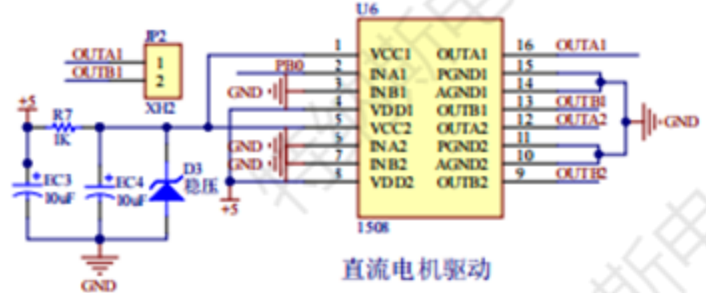 U6
JP2
OUTA1 1
OUTB1 2
XH2
1 VCC1 OUTA1 16 OUTA1
PB0 2 INA1 PGND1 15
GND 3 INB1 AGND1 14
4 VDD1 OUTB1 13 OUTB1
5 VCC2 OUTA2 12 OUTA2
GND 6 INA2 PGND2 11
GND 7 INB2 AGND2 10
8 VDD2 OUTB2 9 OUTB2
GND
+5
R7
1K
+EC3
10uF
+EC4
10uF
D3
稳压
+5
GND
1508
直流电机驱动